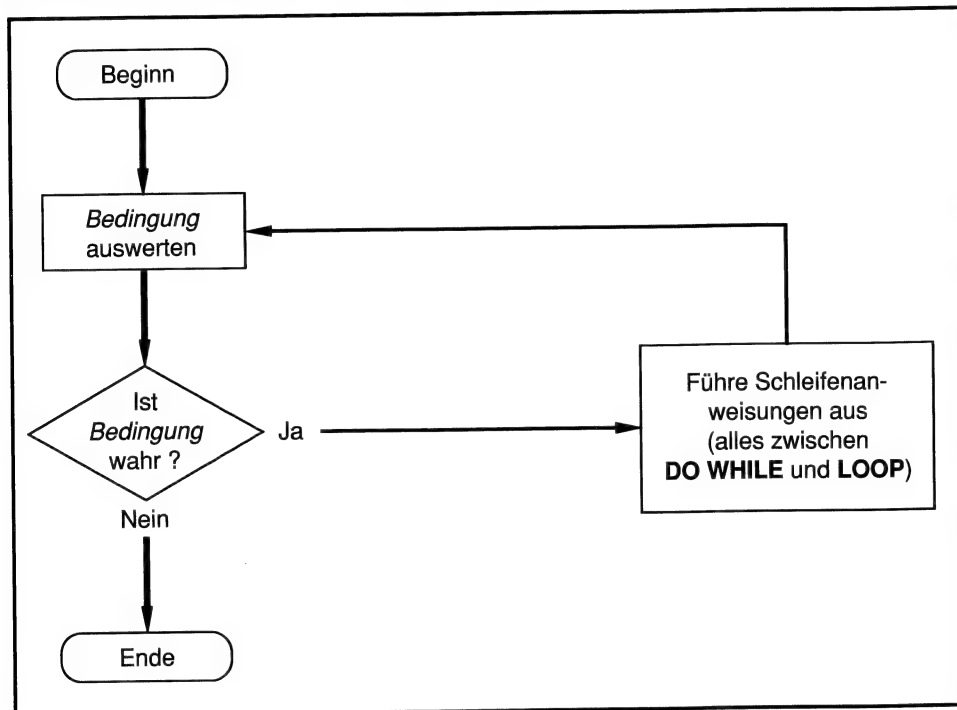 Beginn
Bedingung
auswerten
Ist
Bedingung
wahr ?
Ja
Führe Schleifenan-
weisungen aus
(alles zwischen
DO WHILE und LOOP)
Nein
Ende